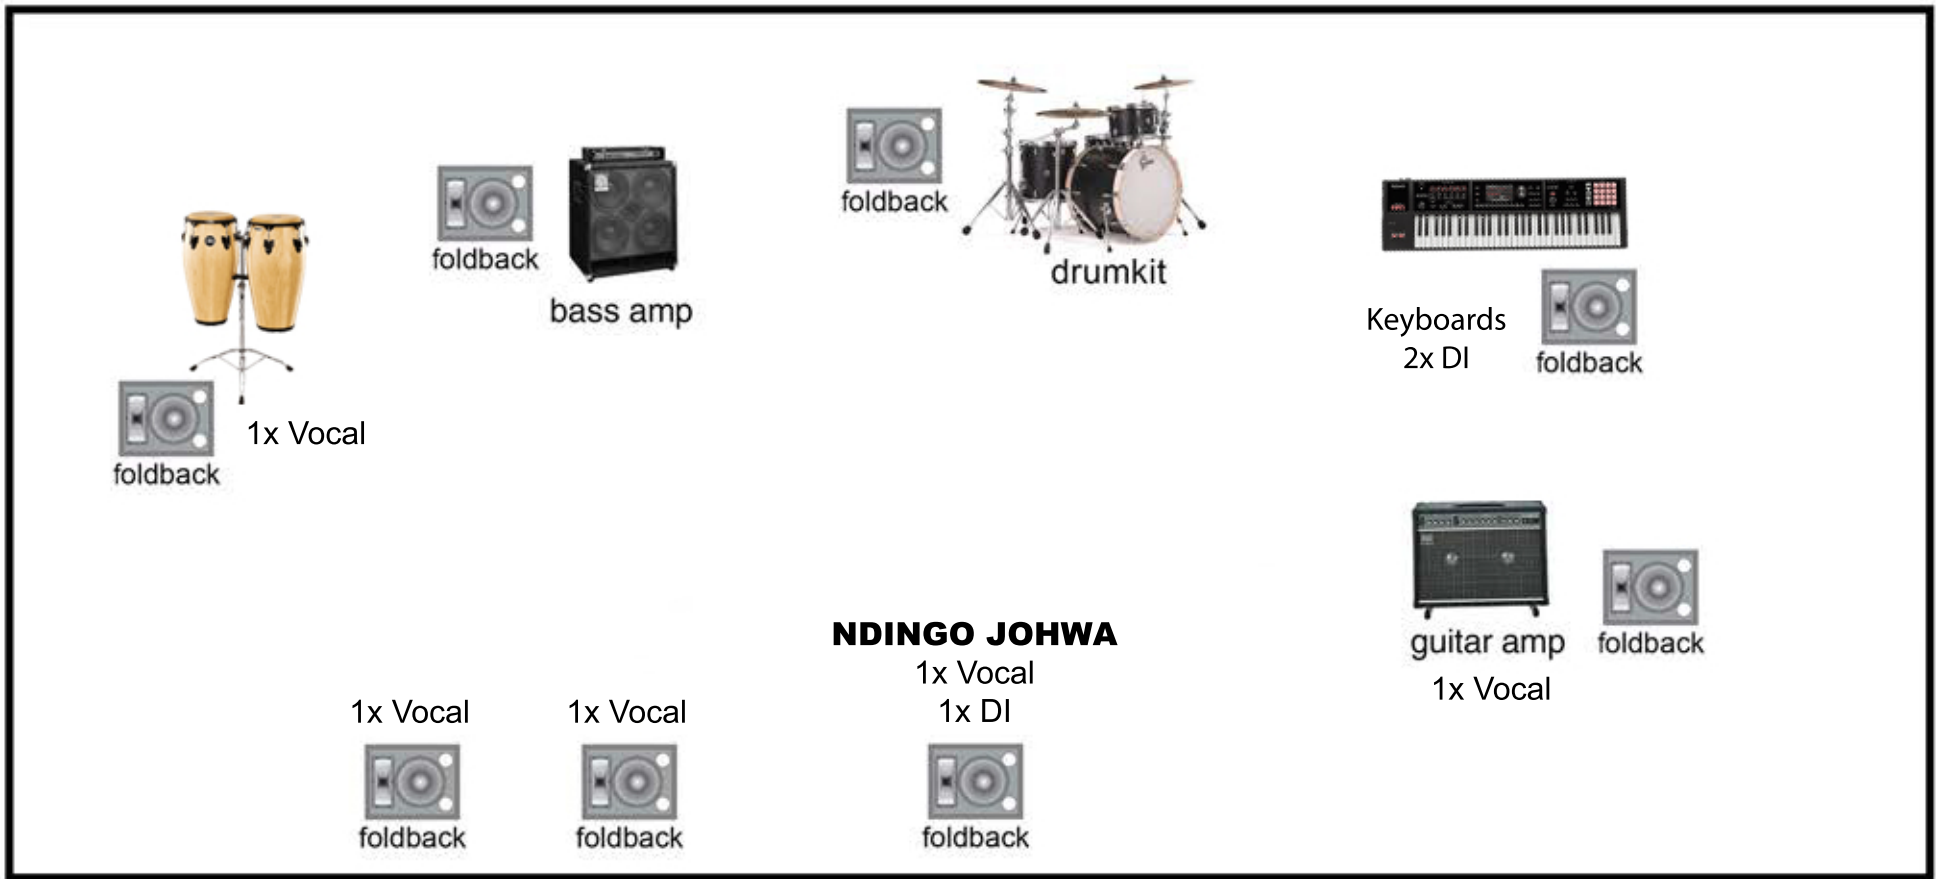 foldback
drumkit
foldback
bass amp
Keyboards
2x DI
foldback
1x Vocal
foldback
guitar amp
foldback
1x Vocal
NDINGO JOHWA
1x Vocal
1x DI
1x Vocal
1x Vocal
foldback
foldback
foldback